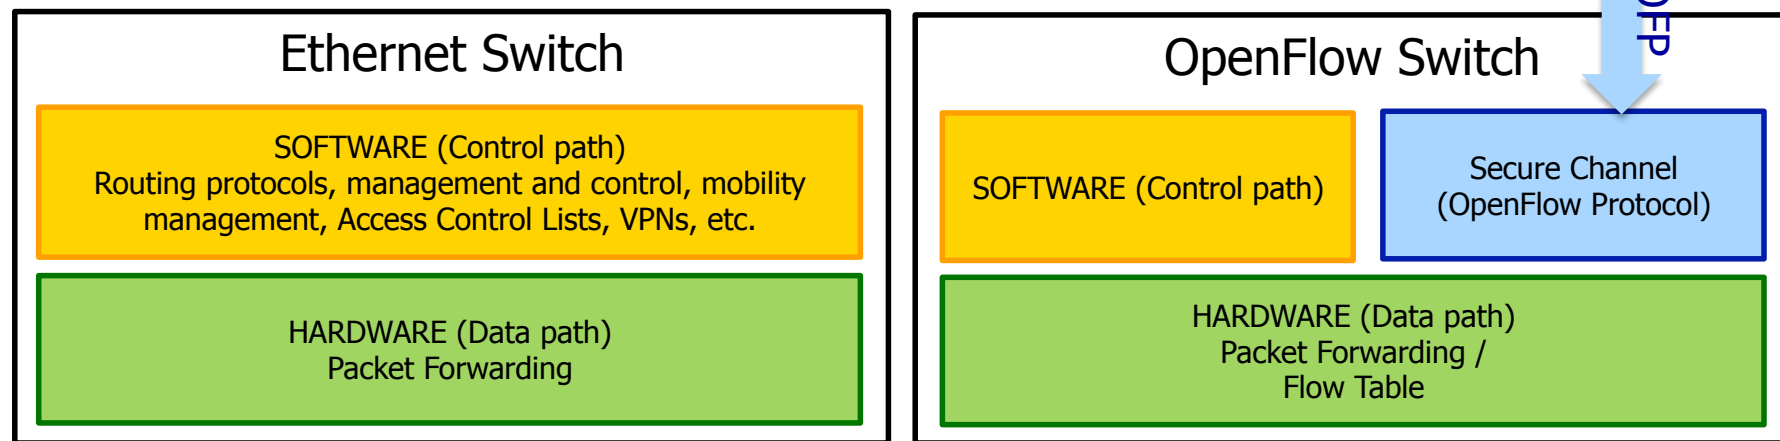 Ethernet Switch
SOFTWARE (Control path)
Routing protocols, management and control, mobility
management, Access Control Lists, VPNs, etc.
HARDWARE (Data path)
Packet Forwarding
OFP
OpenFlow Switch
SOFTWARE (Control path)
Secure Channel
(OpenFlow Protocol)
HARDWARE (Data path)
Packet Forwarding /
Flow Table